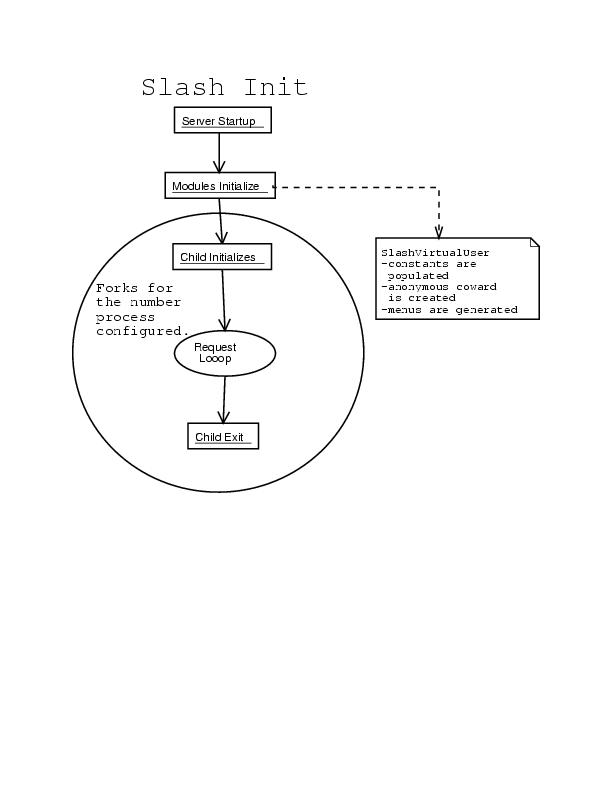 Slash Init
Server Startup
Modules Initialize
Child Initializes
SlashVirtualUser
-constants are
populated
-anonymous coward
is created
-menus are generated
Forks for
the number
process
configured.
Request
Looop
Child Exit